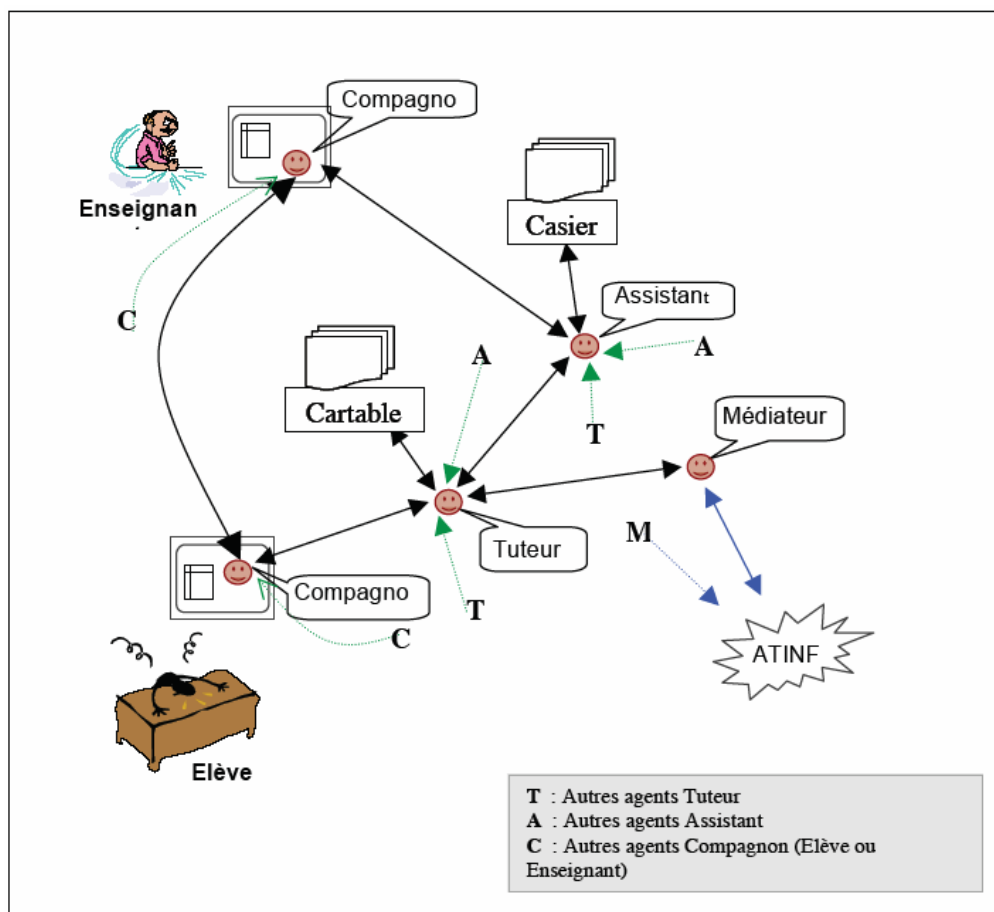 Compagno
Enseignan
Casier
C
Assistant
A
A
Cartable
T
Médiateur
M
Tuteur
Compagno
T
C
ATINF
Elève
T : Autres agents Tuteur
A : Autres agents Assistant
C : Autres agents Compagnon (Elève ou
Enseignant)